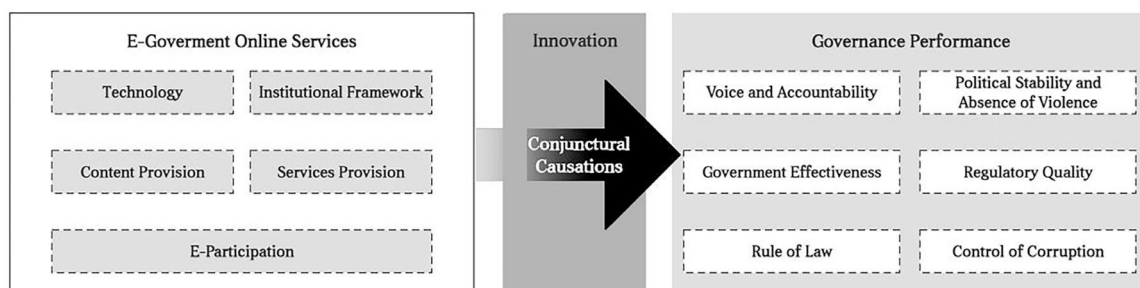 E-Goverment Online Services
Technology
Institutional Framework
Content Provision
Services Provision
E-Participation
Innovation
Conjunctural
Causations
Governance Performance
Voice and Accountability
Political Stability and
Absence of Violence
Government Effectiveness
Regulatory Quality
Rule of Law
Control of Corruption